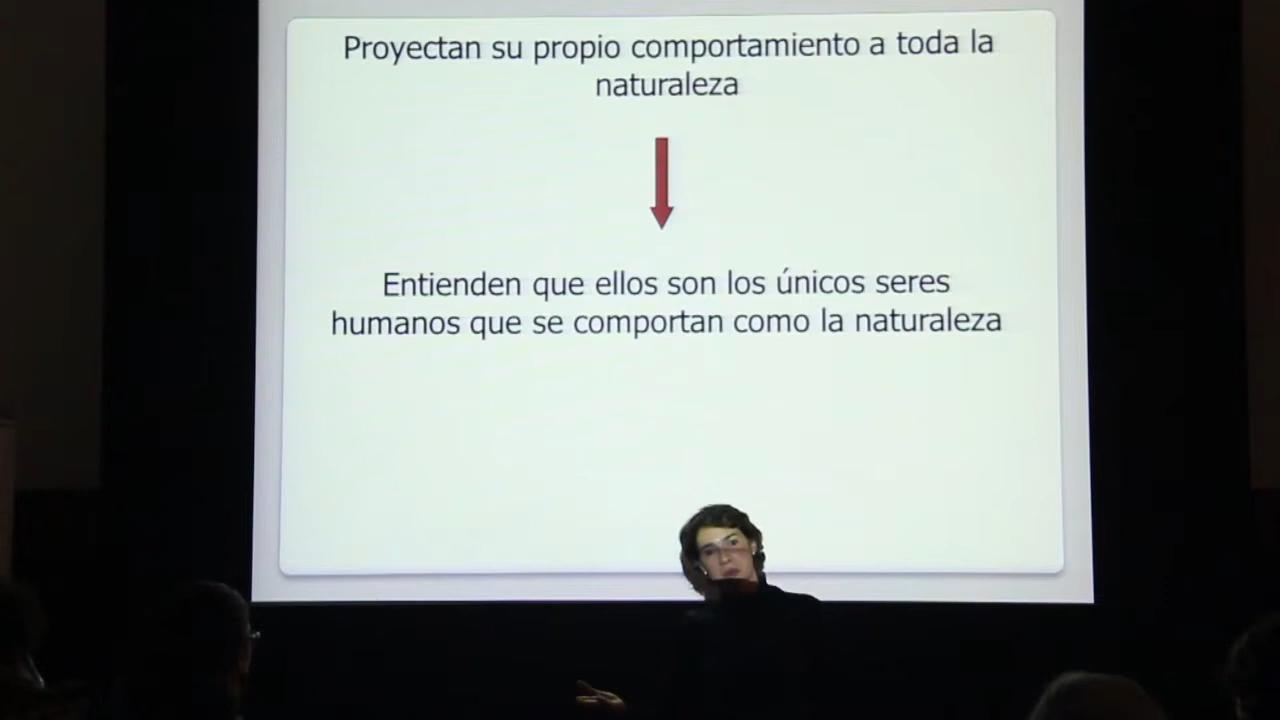 Proyectan su propio comportamiento a toda la
naturaleza
Entienden que ellos son los únicos seres
humanos que se comportan como la naturaleza